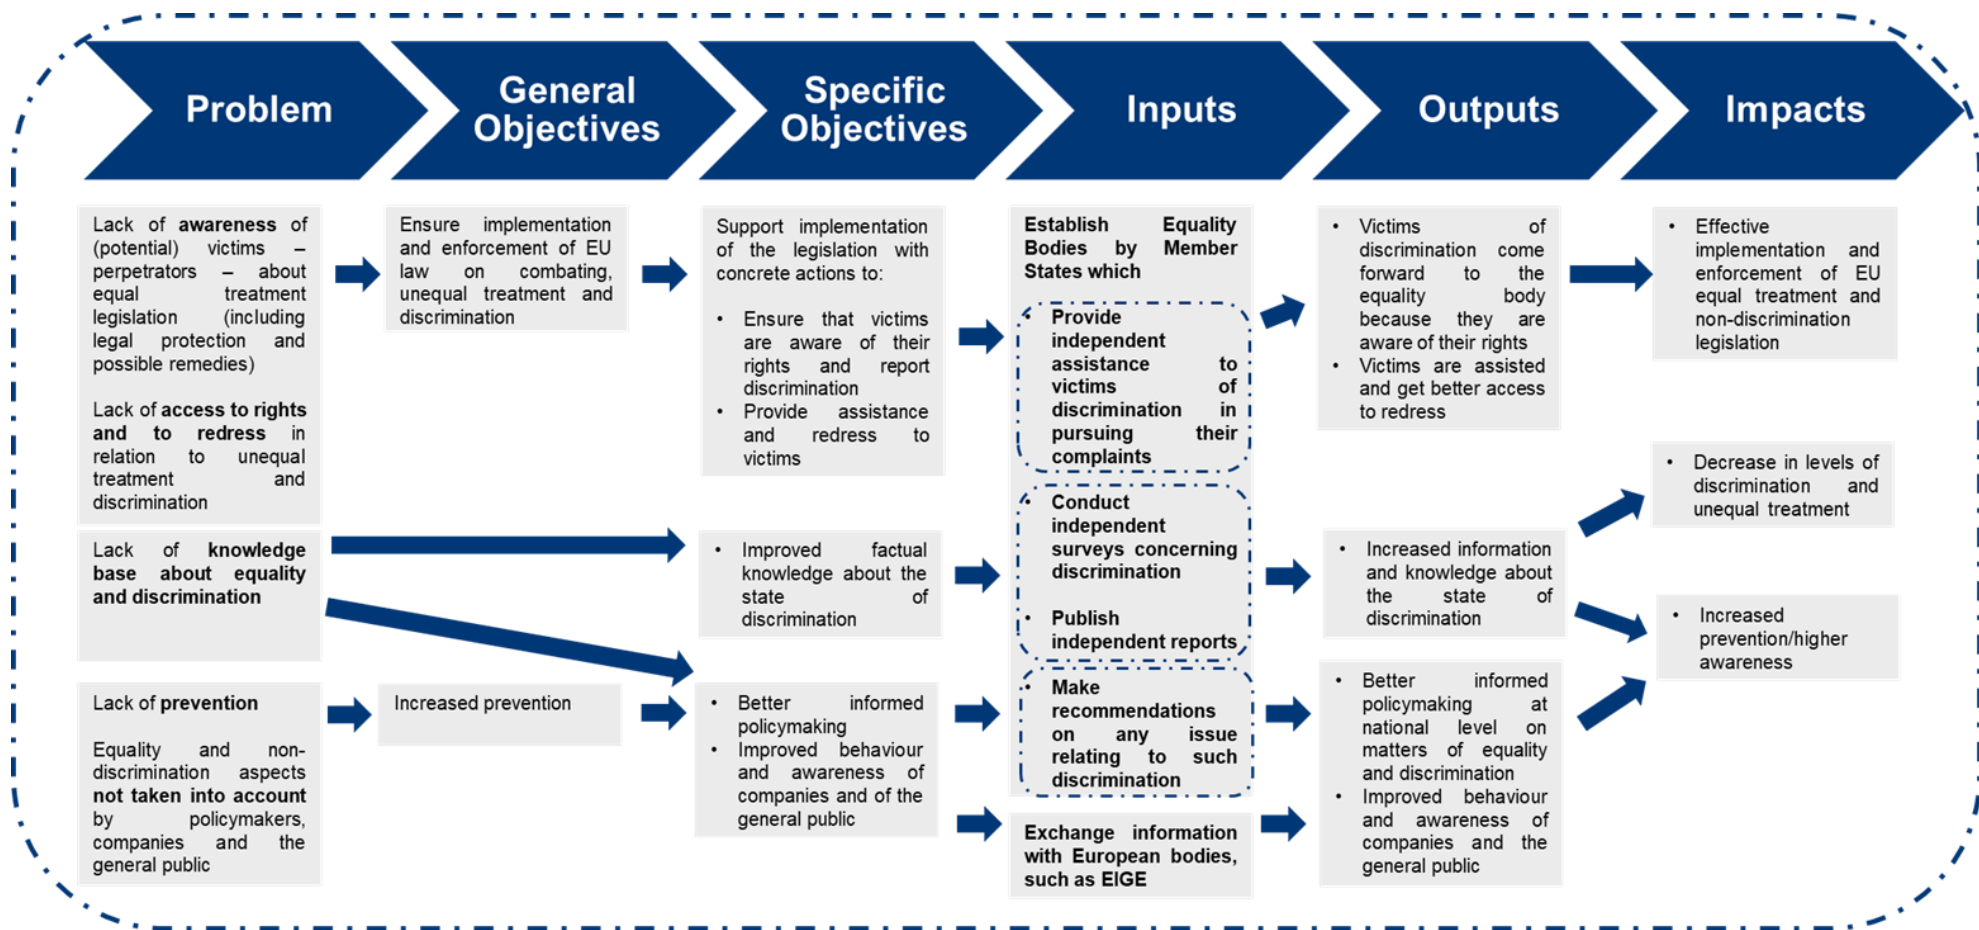 Problem
General
Objectives
Specific
Objectives
Inputs
Outputs
Impacts
Lack of awareness of
(potential) victims –
perpetrators – about
equal treatment
legislation (including
legal protection and
possible remedies)
Lack of access to rights
and to redress in
relation to unequal
treatment and
discrimination
Lack of knowledge
base about equality
and discrimination
Lack of prevention
Equality and non-
discrimination aspects
not taken into account
by policymakers,
companies and the
general public
Ensure implementation
and enforcement of EU
law on combating,
unequal treatment and
discrimination
Increased prevention
Support implementation
of the legislation with
concrete actions to:
• Ensure that victims
are aware of their
rights and report
discrimination
• Provide assistance
and redress to
victims
• Improved factual
knowledge about the
state of
discrimination
• Better informed
policymaking
• Improved behaviour
and awareness of
companies and of the
general public
Establish Equality
Bodies by Member
States which
• Provide
independent
assistance to
victims of
discrimination in
pursuing their
complaints
• Conduct
independent
surveys concerning
discrimination
• Publish
independent reports
• Make
recommendations
on any issue
relating to such
discrimination
Exchange information
with European bodies,
such as EIGE
• Victims of
discrimination come
forward to the
equality body
because they are
aware of their rights
• Victims are assisted
and get better access
to redress
• Increased information
and knowledge about
the state of
discrimination
• Better informed
policymaking at
national level on
matters of equality
and discrimination
• Improved behaviour
and awareness of
companies and the
general public
• Effective
implementation and
enforcement of EU
equal treatment and
non-discrimination
legislation
• Decrease in levels of
discrimination and
unequal treatment
• Increased
prevention/higher
awareness